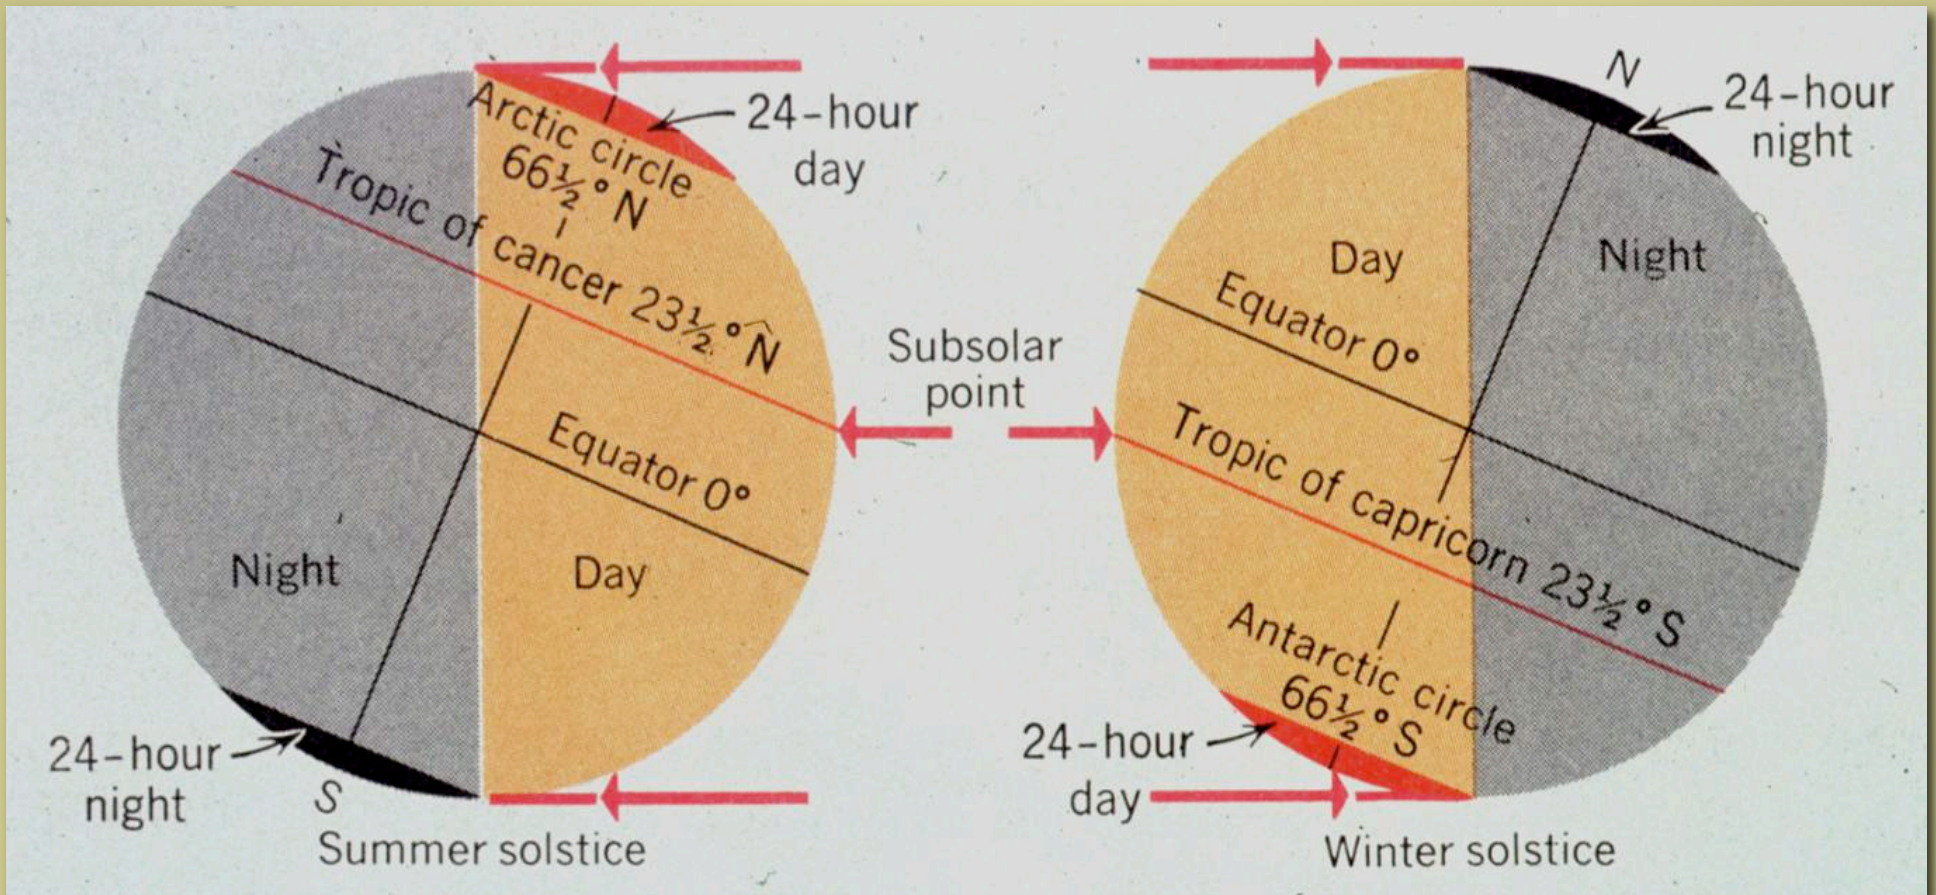 Arctic circle
66½° N
24-hour
day
Tropic of cancer 23½° N
Equator 0°
Night
Day
24-hour
night
S
Summer solstice
Subsolar
point
N
24-hour
night
Day
Night
Equator 0°
Tropic of capricorn 23½° S
Antarctic circle
66½° S
24-hour
day
Winter solstice